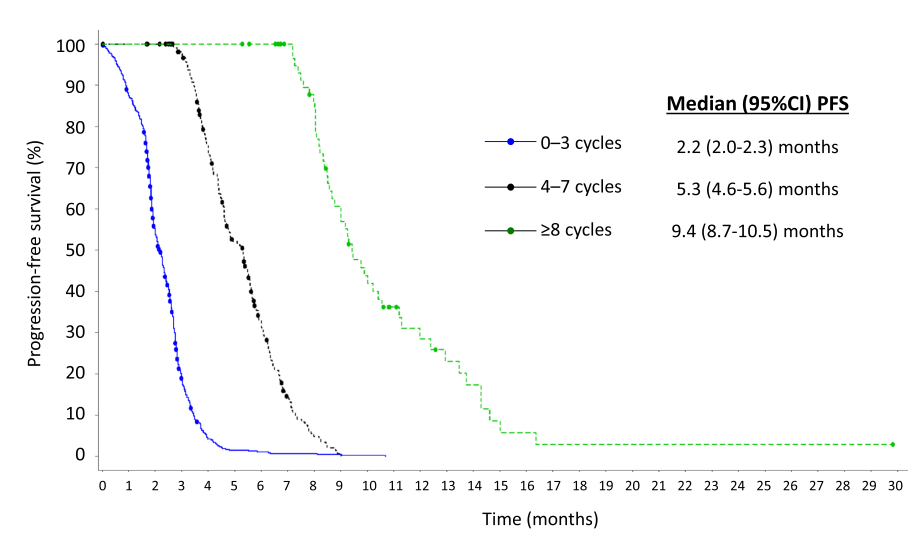 100
90
80
70
60
50
40
30
20
10
0
Progression-free survival (%)
Median (95%CI) PFS
0–3 cycles 2.2 (2.0-2.3) months
4–7 cycles 5.3 (4.6-5.6) months
≥8 cycles 9.4 (8.7-10.5) months
0 1 2 3 4 5 6 7 8 9 10 11 12 13 14 15 16 17 18 19 20 21 22 23 24 25 26 27 28 29 30
Time (months)